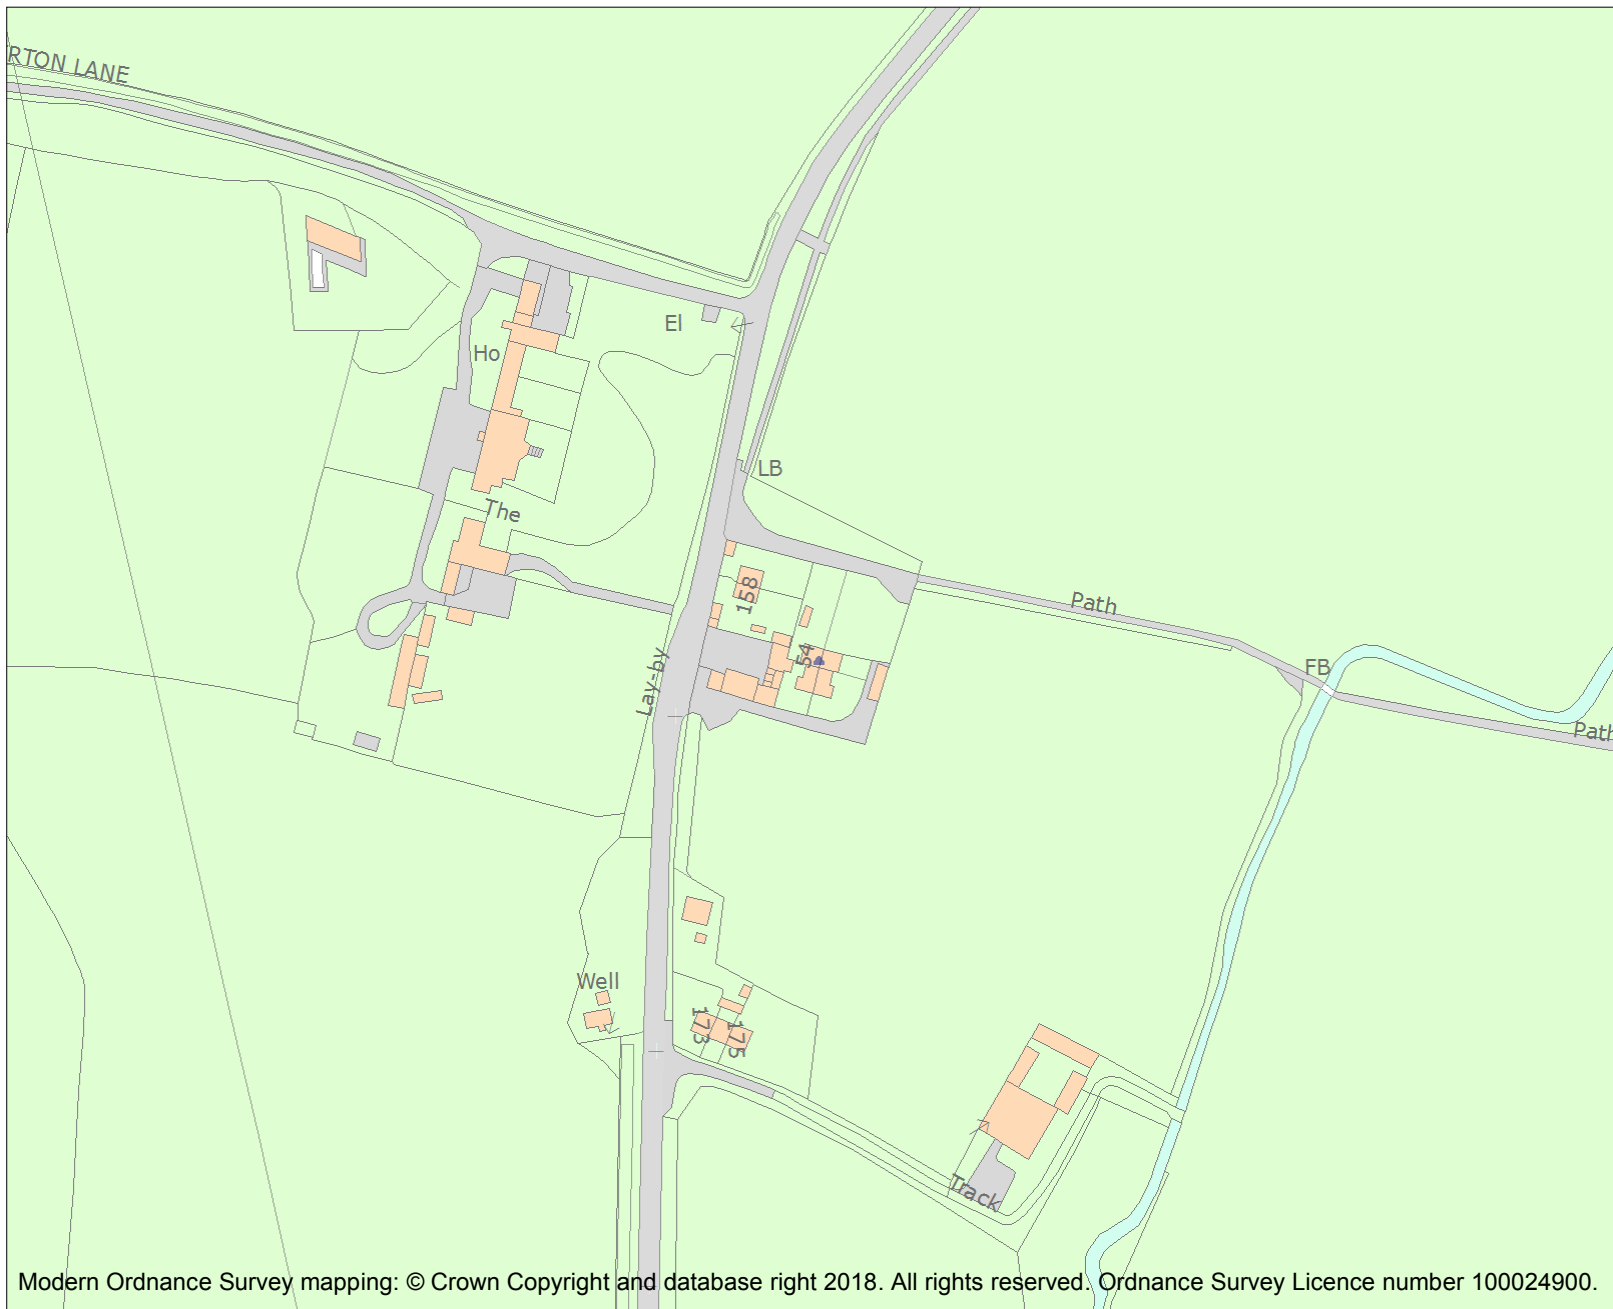 RTON LANE
El
Ho
LB
The
158
Path
54
FB
Lay-by
Path
Well
173
175
Track
Modern Ordnance Survey mapping: © Crown Copyright and database right 2018. All rights reserved. Ordnance Survey Licence number 100024900.